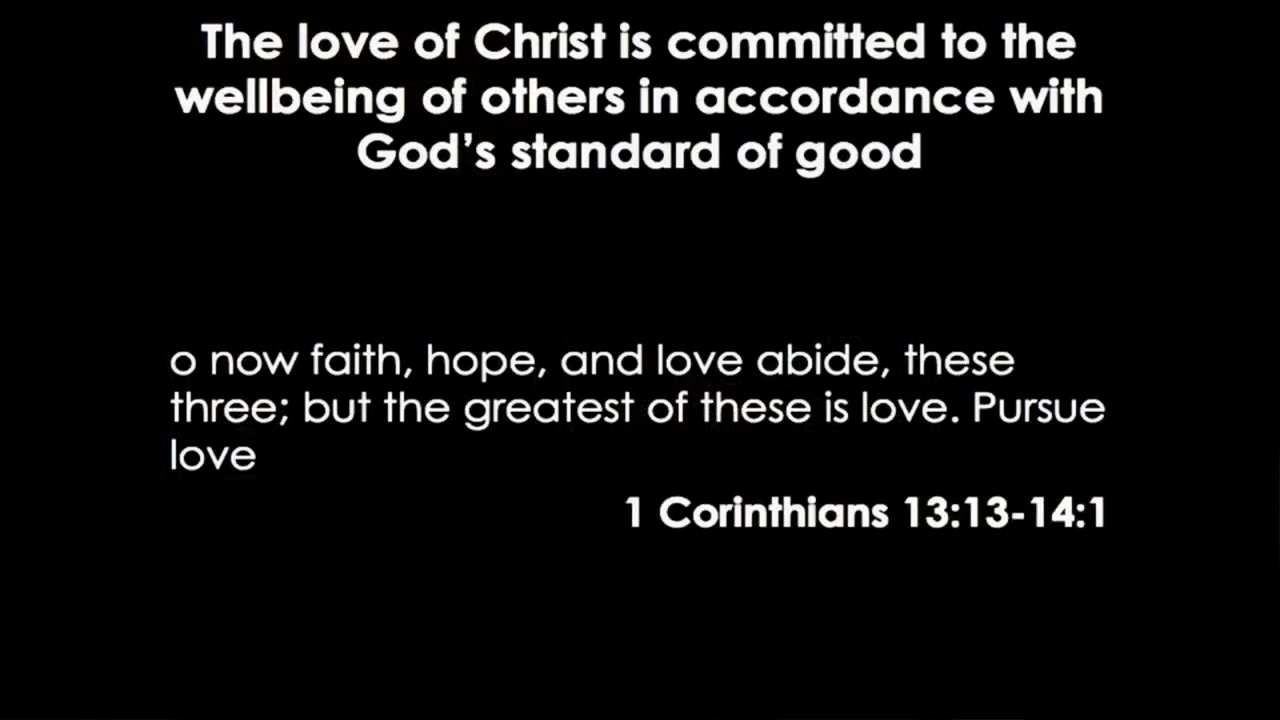 The love of Christ is committed to the
wellbeing of others in accordance with
God’s standard of good
o now faith, hope, and love abide, these
three; but the greatest of these is love. Pursue
love
1 Corinthians 13:13-14:1